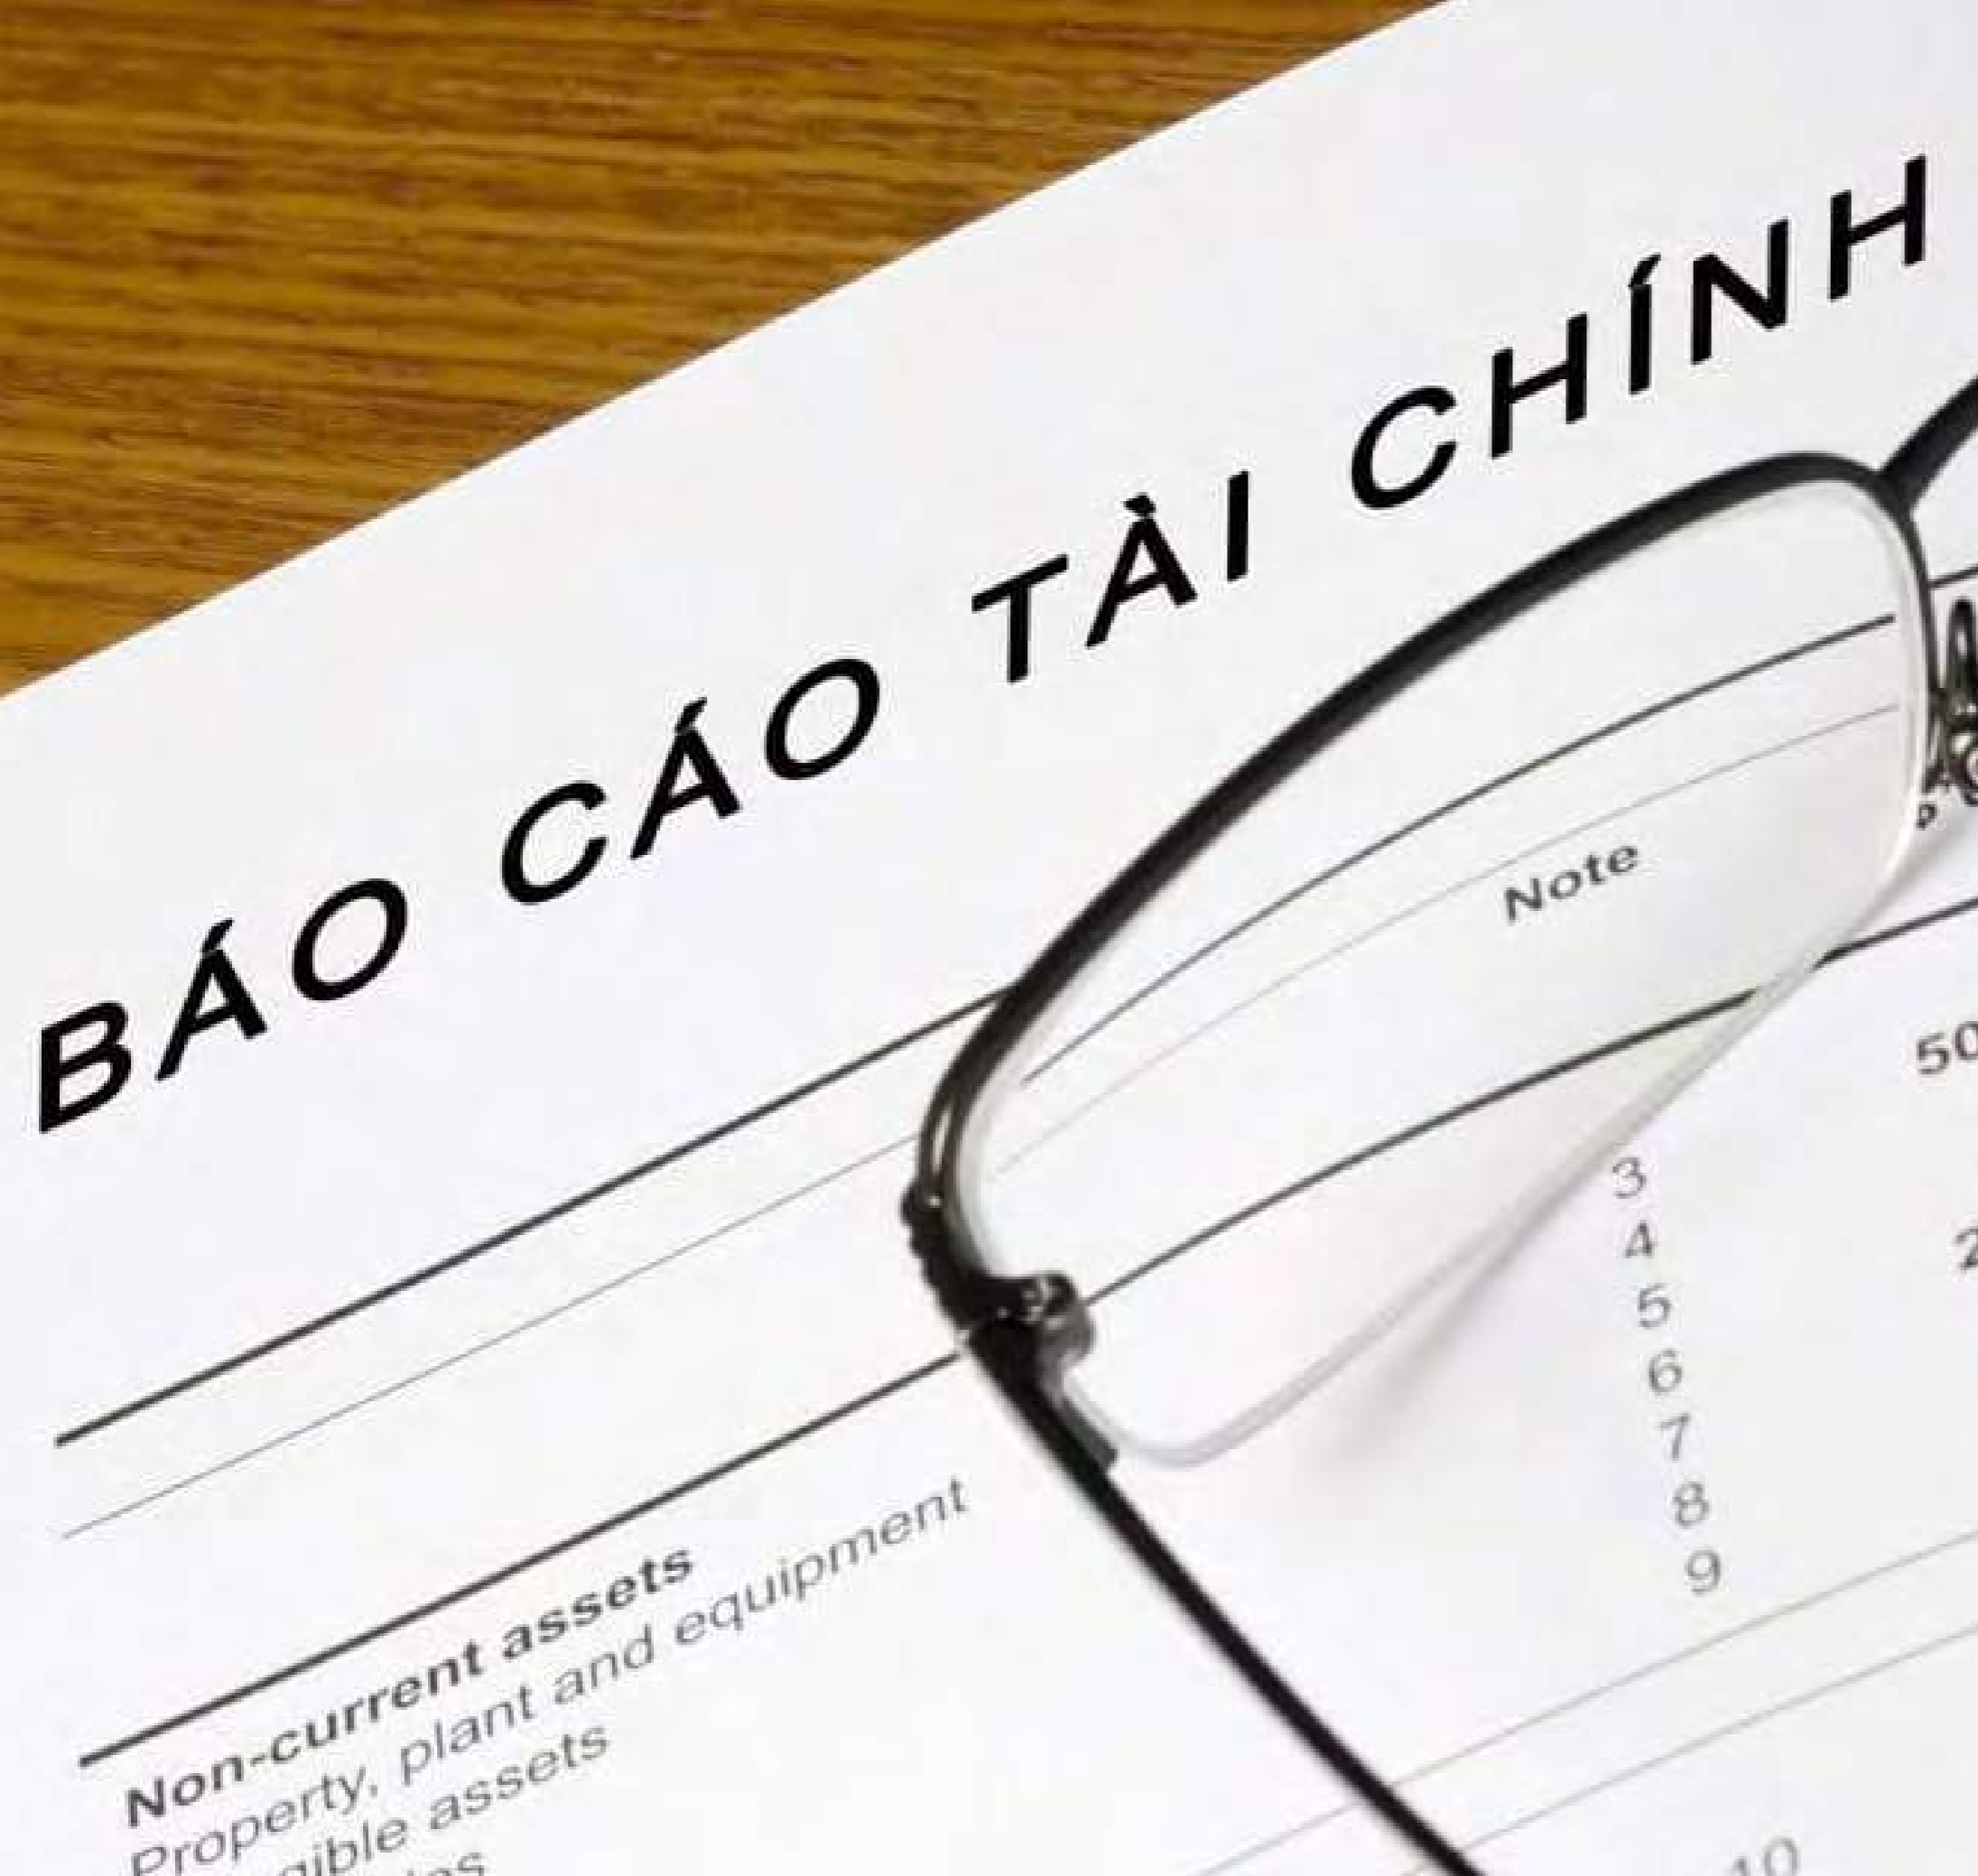 BÁO CÁO TÀI CHÍNH
Note
50
3
4
2
5
6
7
8
9
Non-current assets
Property, plant and equipment
assets
10